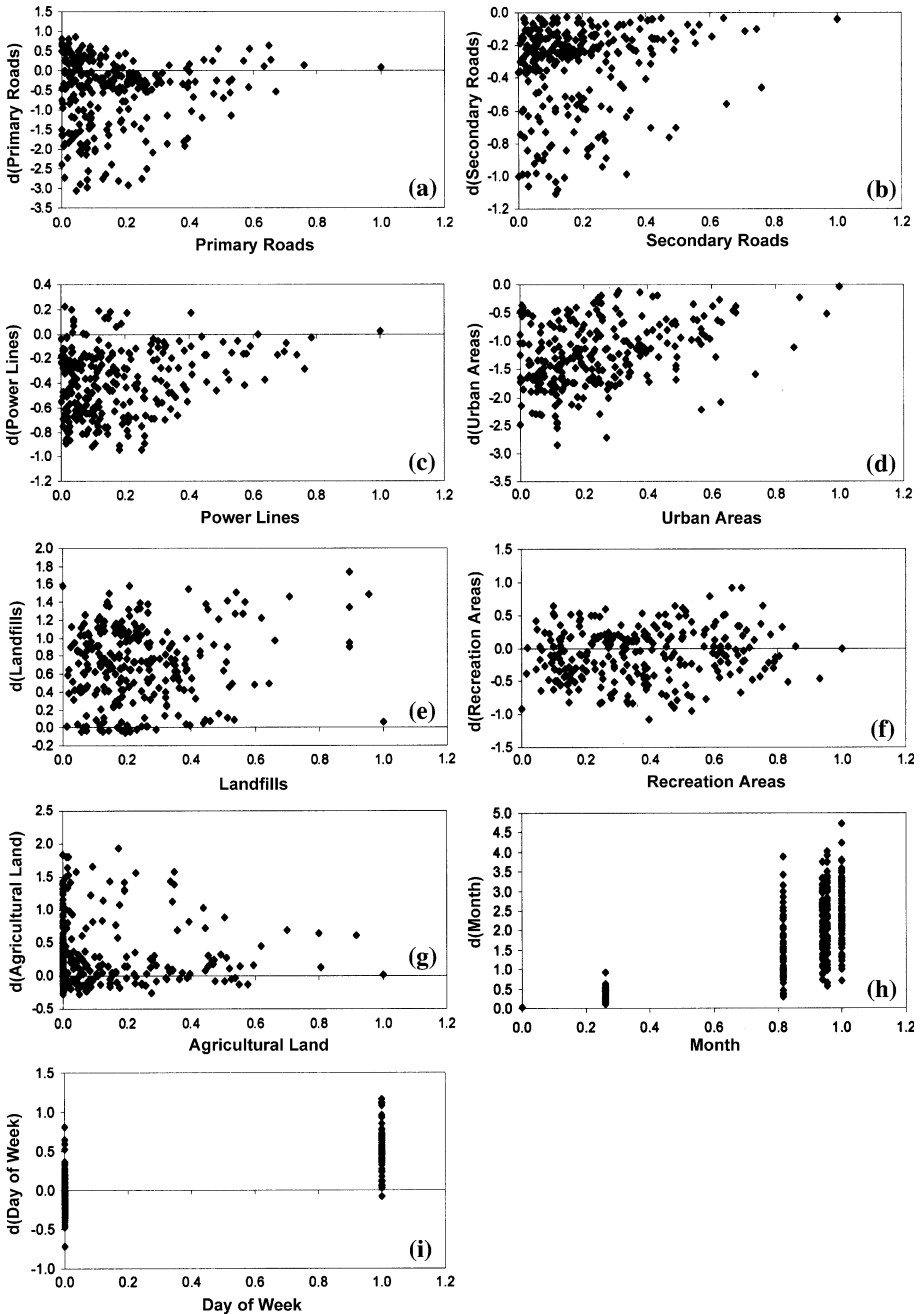 1.5
1.0
0.5
0.0
-0.5
-1.0
-1.5
-2.0
-2.5
-3.0
-3.5
d(Primary Roads)
0.0 0.2 0.4 0.6 0.8 1.0 1.2
Primary Roads
(a)
0.0
-0.2
-0.4
-0.6
-0.8
-1.0
-1.2
d(Secondary Roads)
0.0 0.2 0.4 0.6 0.8 1.0 1.2
Secondary Roads
(b)
0.4
0.2
0.0
-0.2
-0.4
-0.6
-0.8
-1.0
-1.2
d(Power Lines)
0.0 0.2 0.4 0.6 0.8 1.0 1.2
Power Lines
(c)
0.0
-0.5
-1.0
-1.5
-2.0
-2.5
-3.0
-3.5
d(Urban Areas)
0.0 0.2 0.4 0.6 0.8 1.0 1.2
Urban Areas
(d)
2.0
1.8
1.6
1.4
1.2
1.0
0.8
0.6
0.4
0.2
0.0
-0.2
d(Landfills)
0.0 0.2 0.4 0.6 0.8 1.0 1.2
Landfills
(e)
1.5
1.0
0.5
0.0
-0.5
-1.0
-1.5
d(Recreation Areas)
0.0 0.2 0.4 0.6 0.8 1.0 1.2
Recreation Areas
(f)
2.5
2.0
1.5
1.0
0.5
0.0
-0.5
d(Agricultural Land)
0.0 0.2 0.4 0.6 0.8 1.0 1.2
Agricultural Land
(g)
5.0
4.5
4.0
3.5
3.0
2.5
2.0
1.5
1.0
0.5
0.0
d(Month)
0.0 0.2 0.4 0.6 0.8 1.0 1.2
Month
(h)
1.5
1.0
0.5
0.0
-0.5
-1.0
d(Day of Week)
0.0 0.2 0.4 0.6 0.8 1.0 1.2
Day of Week
(i)